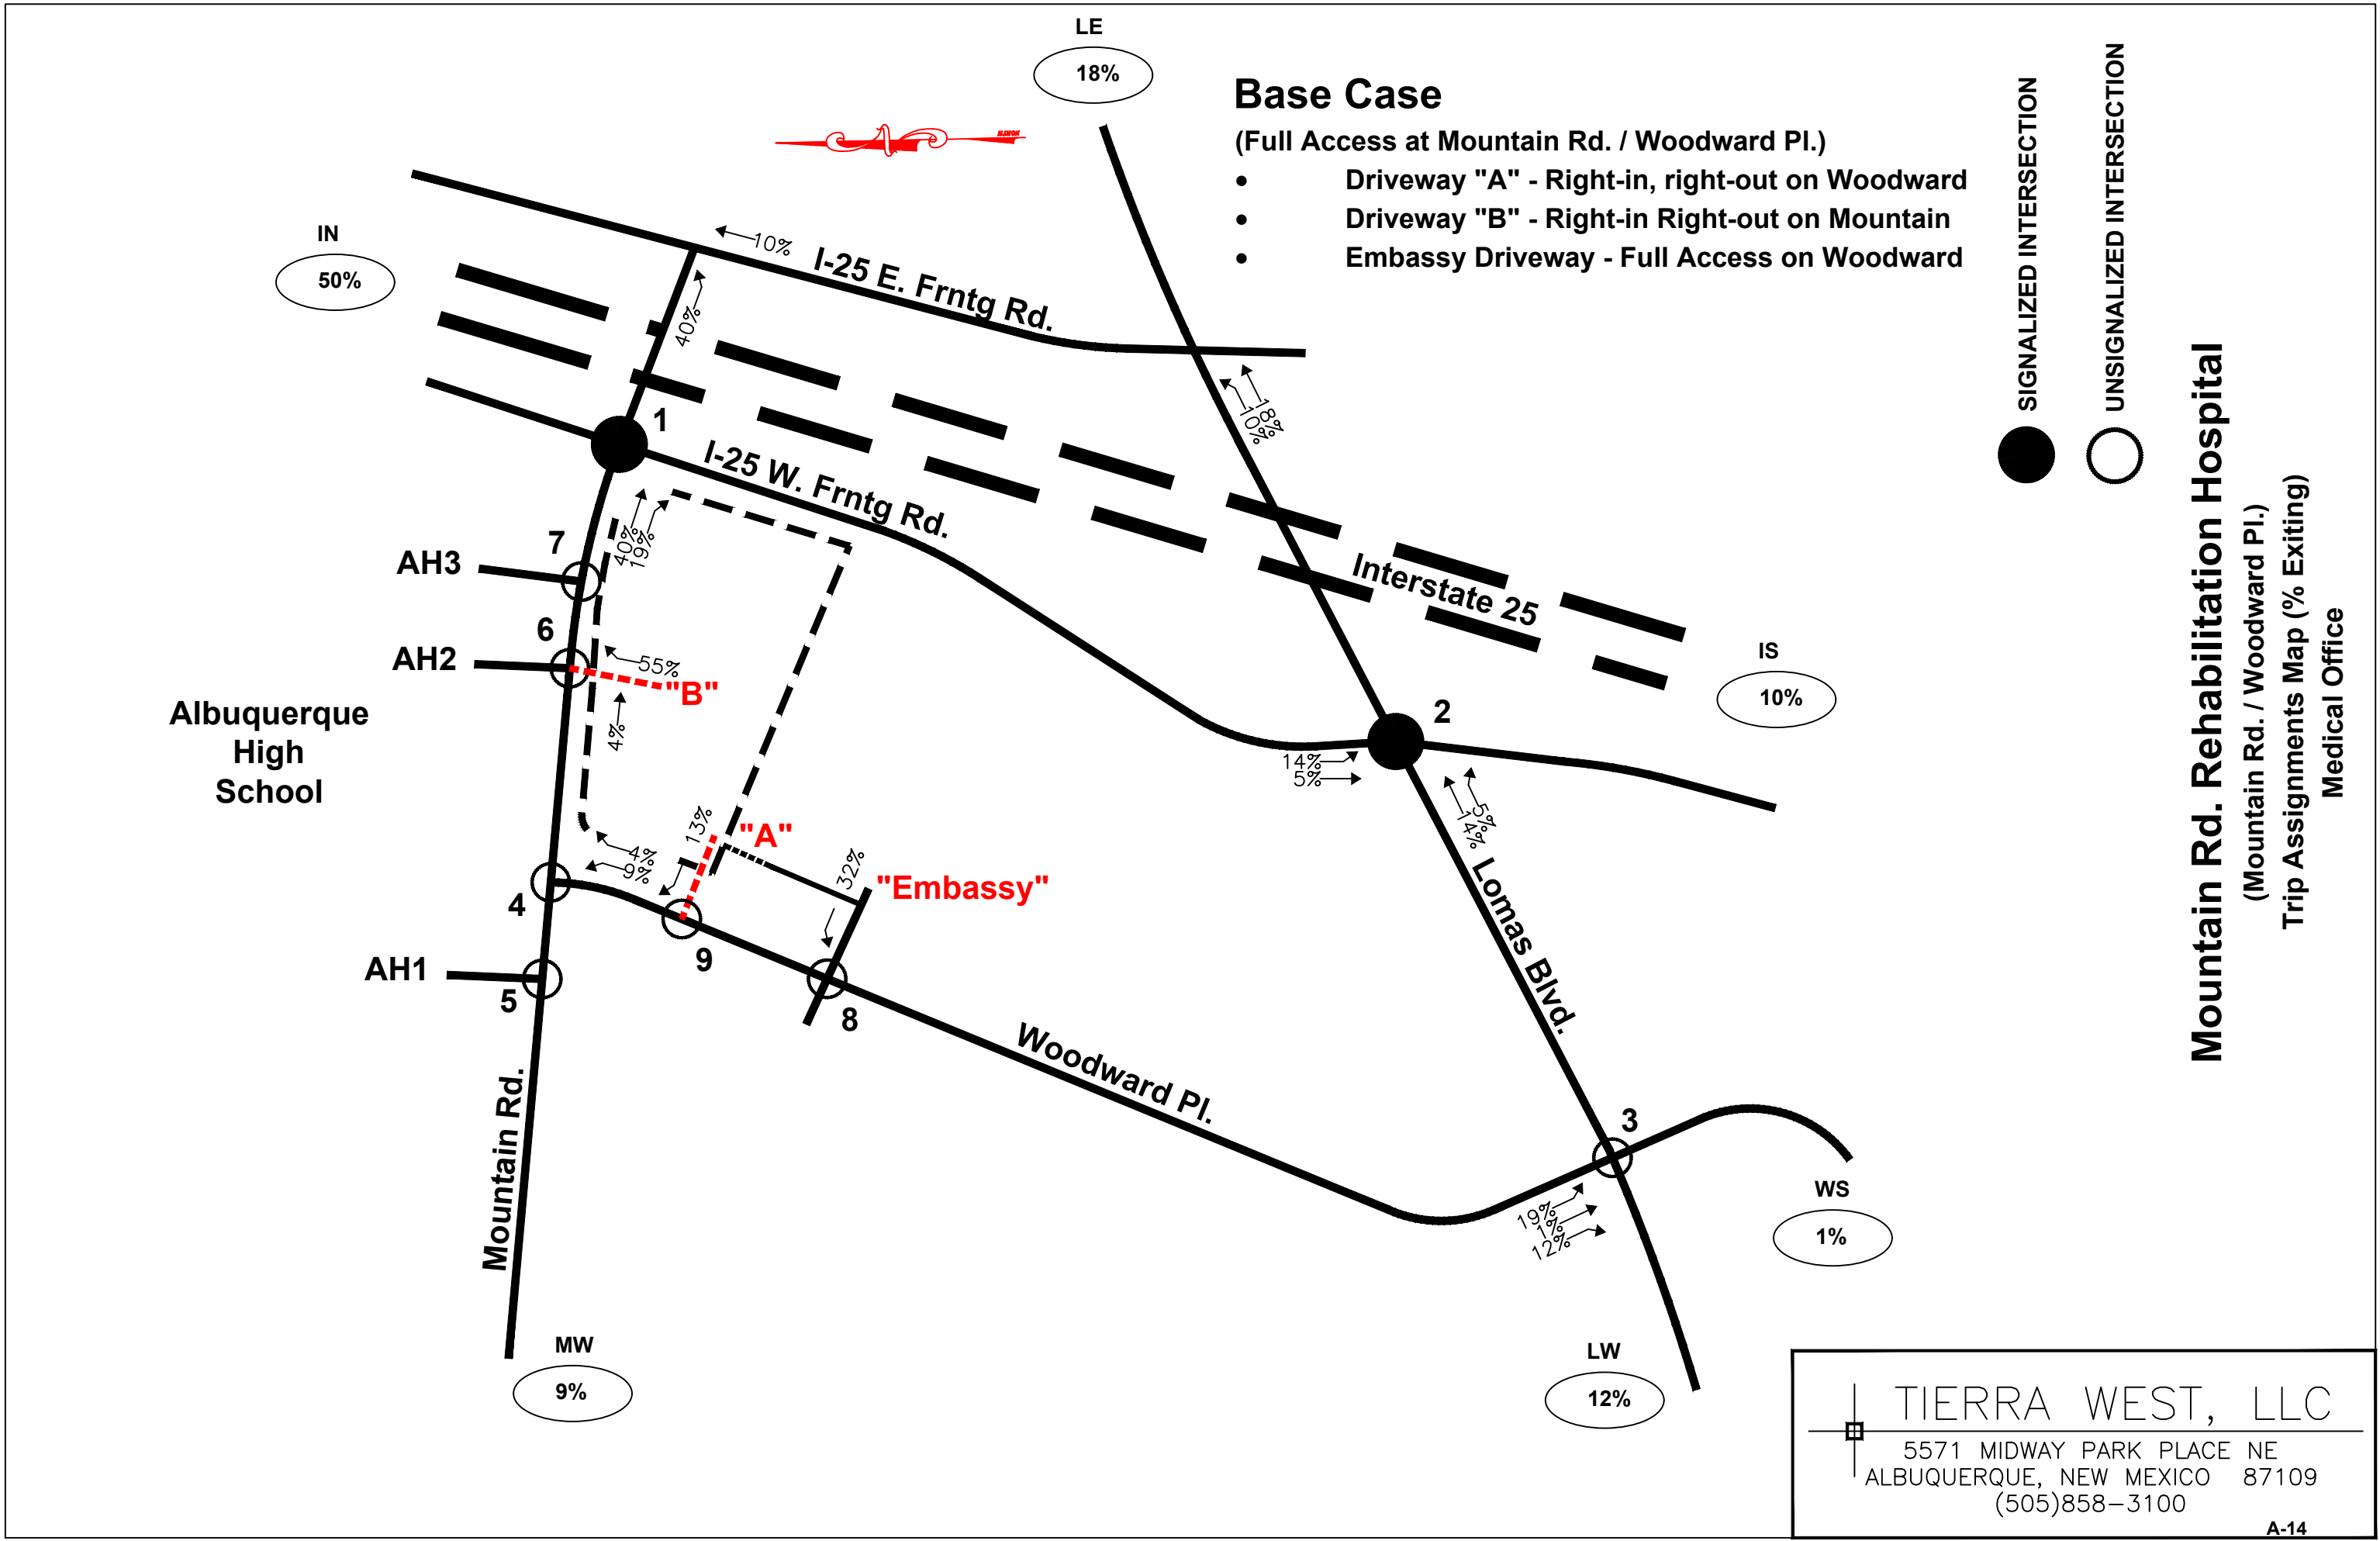 LE
18%
Base Case
(Full Access at Mountain Rd. / Woodward Pl.)
• Driveway "A" - Right-in, right-out on Woodward
• Driveway "B" - Right-in Right-out on Mountain
• Embassy Driveway - Full Access on Woodward
SIGNALIZED INTERSECTION
UNSIGNALIZED INTERSECTION
Mountain Rd. Rehabilitation Hospital
(Mountain Rd. / Woodward Pl.)
Trip Assignments Map (% Exiting)
Medical Office
IN
50%
10%
I-25 E. Frntg Rd.
40%
18%
10%
1
I-25 W. Frntg Rd.
Interstate 25
IS
10%
7
40%
19%
AH3
6
AH2
55%
"B"
4%
Albuquerque
High
School
2
14%
5%
5%
14%
Lomas Blvd.
13%
"A"
4%
9%
32%
"Embassy"
4
9
AH1
5
8
Woodward Pl.
Mountain Rd.
3
19%
1%
12%
WS
1%
MW
9%
LW
12%
TIERRA WEST, LLC
5571 MIDWAY PARK PLACE NE
ALBUQUERQUE, NEW MEXICO 87109
(505)858-3100
A-14